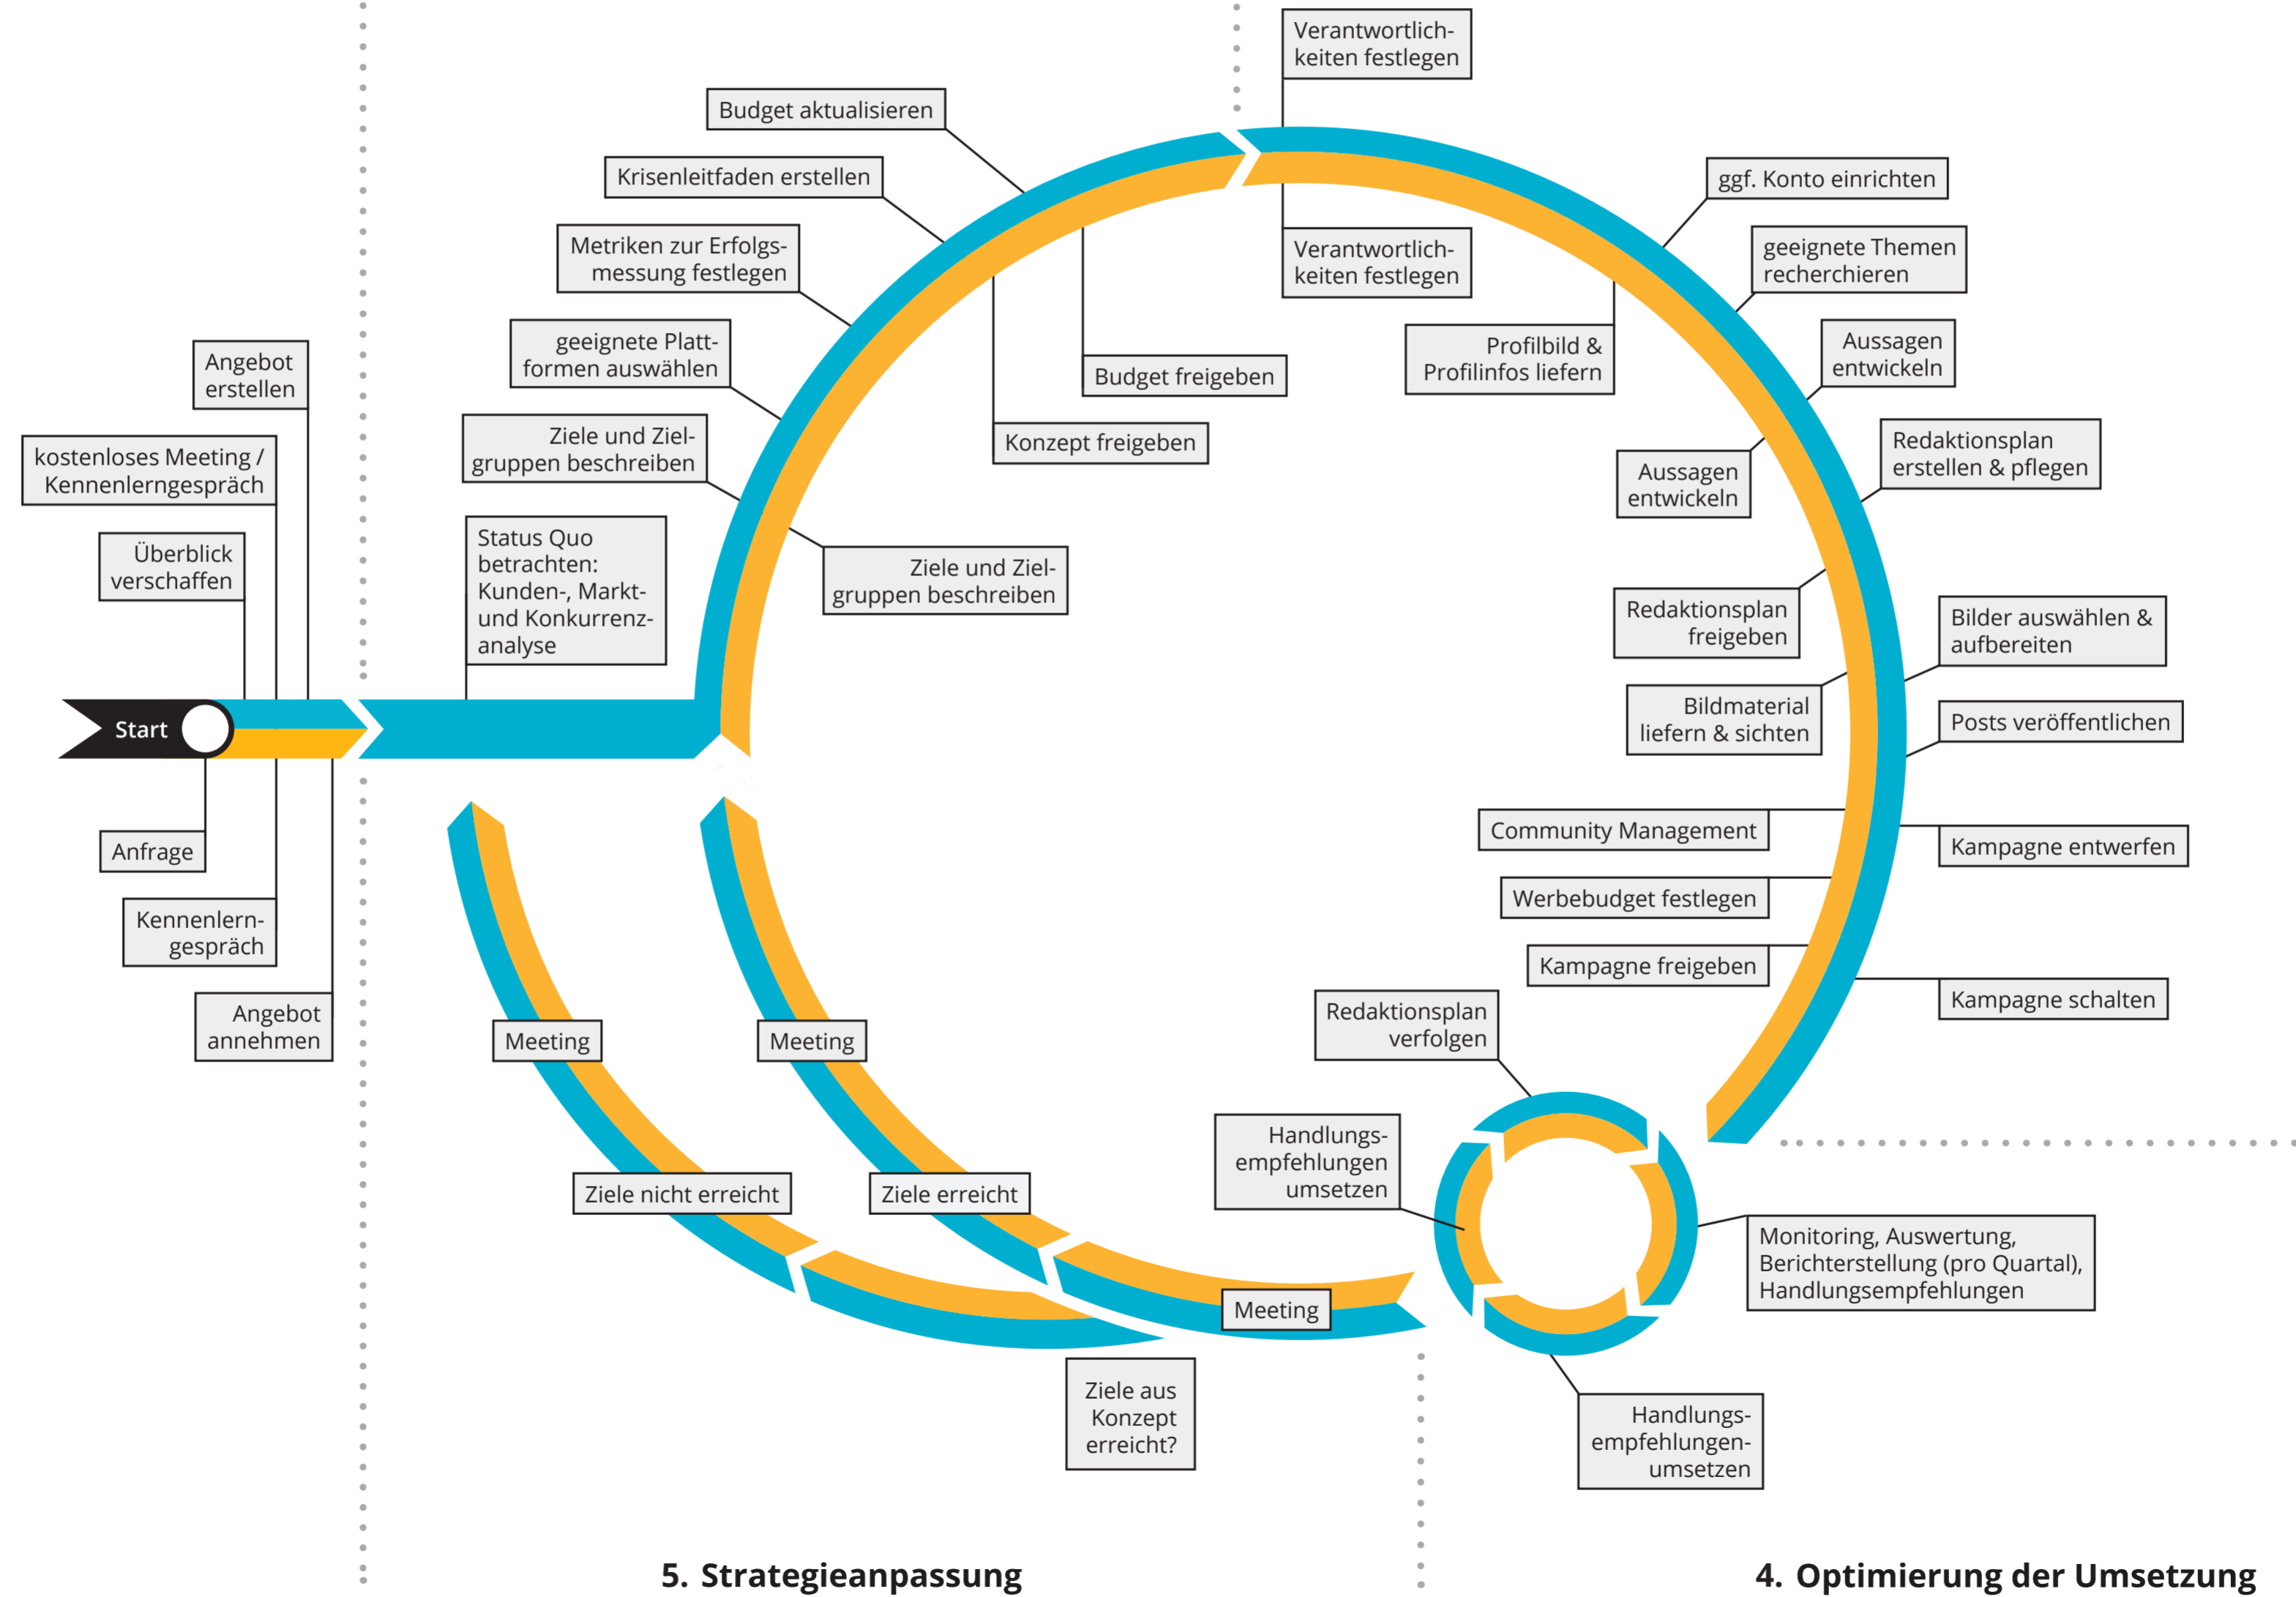 Verantwortlich-
keiten festlegen
Budget aktualisieren
Krisenleitfaden erstellen
ggf. Konto einrichten
Metriken zur Erfolgs-
messung festlegen
Verantwortlich-
keiten festlegen
geeignete Themen
recherchieren
geeignete Platt-
formen auswählen
Profilbild &
Profilinfos liefern
Aussagen
entwickeln
Angebot
erstellen
Budget freigeben
Ziele und Ziel-
gruppen beschreiben
Konzept freigeben
Aussagen
entwickeln
Redaktionsplan
erstellen & pflegen
kostenloses Meeting /
Kennenlerngespräch
Überblick
verschaffen
Status Quo
betrachten:
Kunden-, Markt-
und Konkurrenz-
analyse
Ziele und Ziel-
gruppen beschreiben
Redaktionsplan
freigeben
Bilder auswählen &
aufbereiten
Bildmaterial
liefern & sichten
Posts veröffentlichen
Start
Community Management
Kampagne entwerfen
Anfrage
Werbebudget festlegen
Kennenlern-
gespräch
Kampagne freigeben
Kampagne schalten
Angebot
annehmen
Meeting
Meeting
Redaktionsplan
verfolgen
Handlungs-
empfehlungen
umsetzen
Ziele nicht erreicht
Ziele erreicht
Monitoring, Auswertung,
Berichterstellung (pro Quartal),
Handlungsempfehlungen
Meeting
Ziele aus
Konzept
erreicht?
Handlungs-
empfehlungen-
umsetzen
5. Strategieanpassung
4. Optimierung der Umsetzung